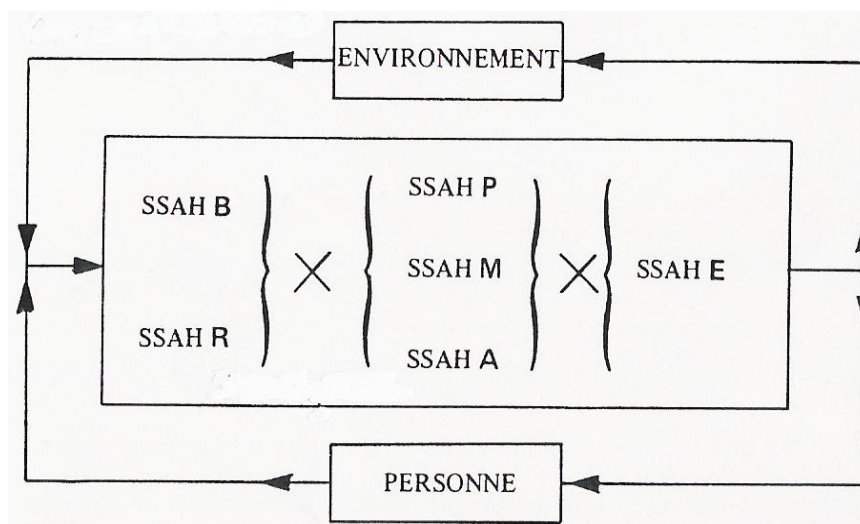 ENVIRONNEMENT
SSAH B
SSAH R
SSAH P
SSAH M
SSAH A
SSAH E
PERSONNE